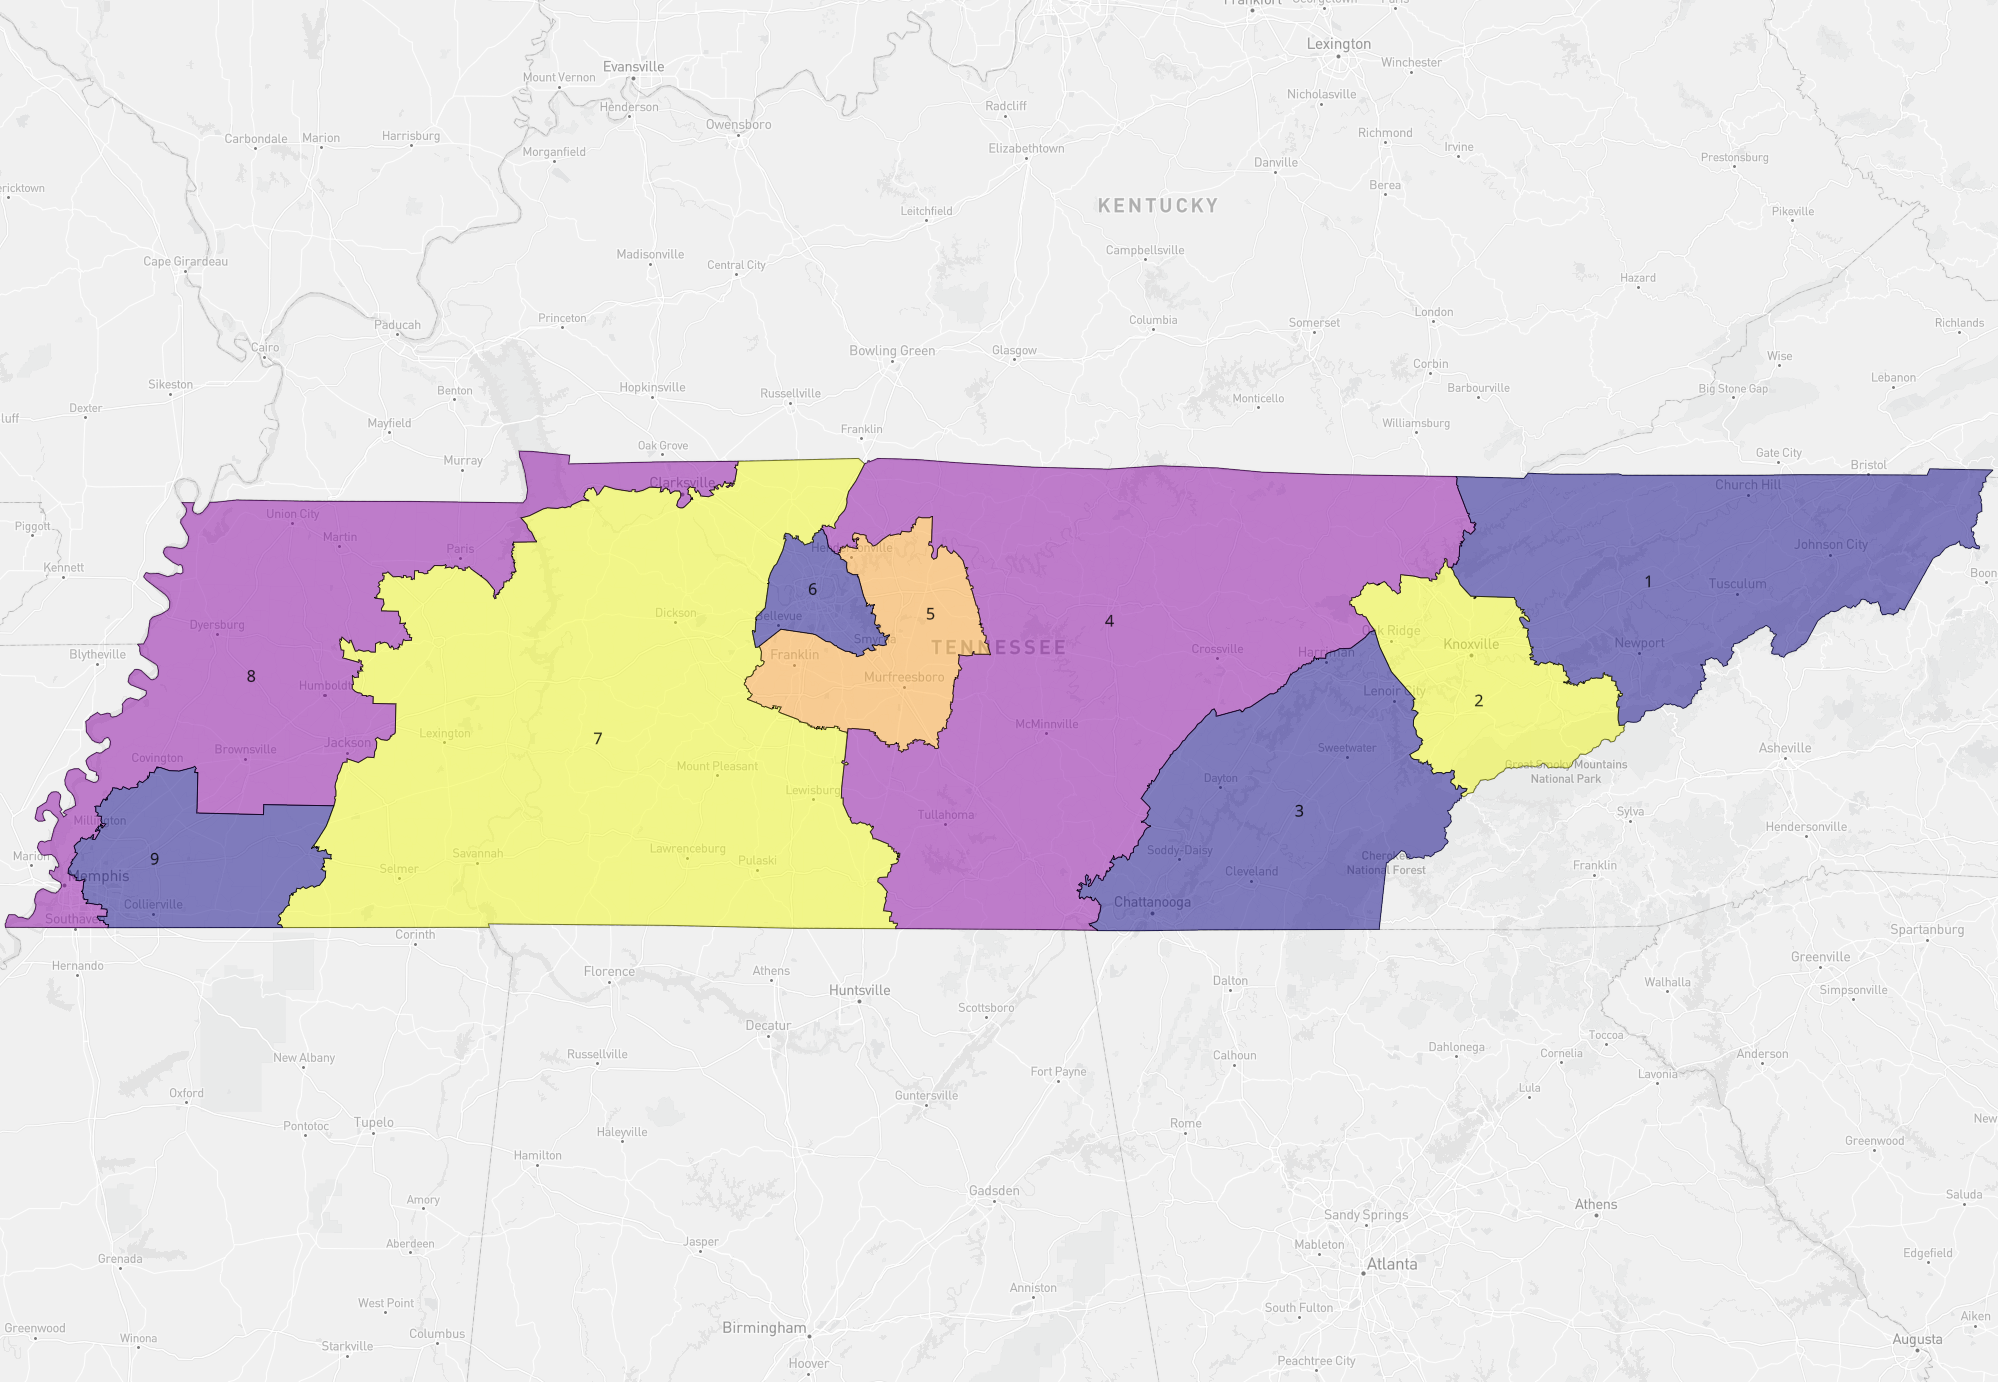 Frankfort
Georgetown
Paris
Lexington
Evansville
Winchester
Mount Vernon
Nicholasville
Henderson
Radcliff
Owensboro
Richmond
Carbondale
Marion
Harrisburg
Elizabethtown
Irvine
Morganfield
Danville
Prestonsburg
ericktown
Berea
KENTUCKY
Leitchfield
Pikeville
Madisonville
Campbellsville
Cape Girardeau
Central City
Hazard
Princeton
Columbia
Somerset
London
Richlands
Paducah
Cairo
Bowling Green
Glasgow
Wise
Corbin
Sikeston
Benton
Hopkinsville
Russellville
Barbourville
Big Stone Gap
Lebanon
Dexter
Monticello
luff
Mayfield
Franklin
Williamsburg
Oak Grove
Gate City
Murray
Bristol
Clarksville
Church Hill
Union City
Piggott
Martin
Paris
Hendersonville
Johnson City
Kennett
Boon
1
Tusculum
6
Dickson
Bellevue
5
4
Dyersburg
Oak Ridge
Smyrna
TENNESSEE
Knoxville
Newport
Blytheville
Franklin
Crossville
Harriman
8
Murfreesboro
Humboldt
Lenoir City
2
McMinnville
7
Lexington
Jackson
Brownsville
Sweetwater
Asheville
Covington
Mount Pleasant
Great Smoky Mountains
National Park
Dayton
Lewisburg
3
Sylva
Millington
Tullahoma
Hendersonville
Marion
9
Lawrenceburg
Savannah
Soddy-Daisy
Cherokee
National Forest
Pulaski
Franklin
Selmer
Cleveland
Memphis
Collierville
Chattanooga
Southave
Spartanburg
Corinth
Hernando
Greenville
Florence
Athens
Dalton
Walhalla
Huntsville
Simpsonville
Scottsboro
Decatur
Toccoa
Dahlonega
New Albany
Russellville
Calhoun
Cornelia
Anderson
Fort Payne
Lavonia
Oxford
Guntersville
Lula
Tupelo
New
Pontotoc
Haleyville
Rome
Greenwood
Hamilton
Gadsden
Amory
Athens
Saluda
Sandy Springs
Aberdeen
Jasper
Mableton
Edgefield
Grenada
Atlanta
Anniston
West Point
South Fulton
Aiken
Greenwood
Winona
Columbus
Birmingham
Starkville
Augusta
Hoover
Peachtree City